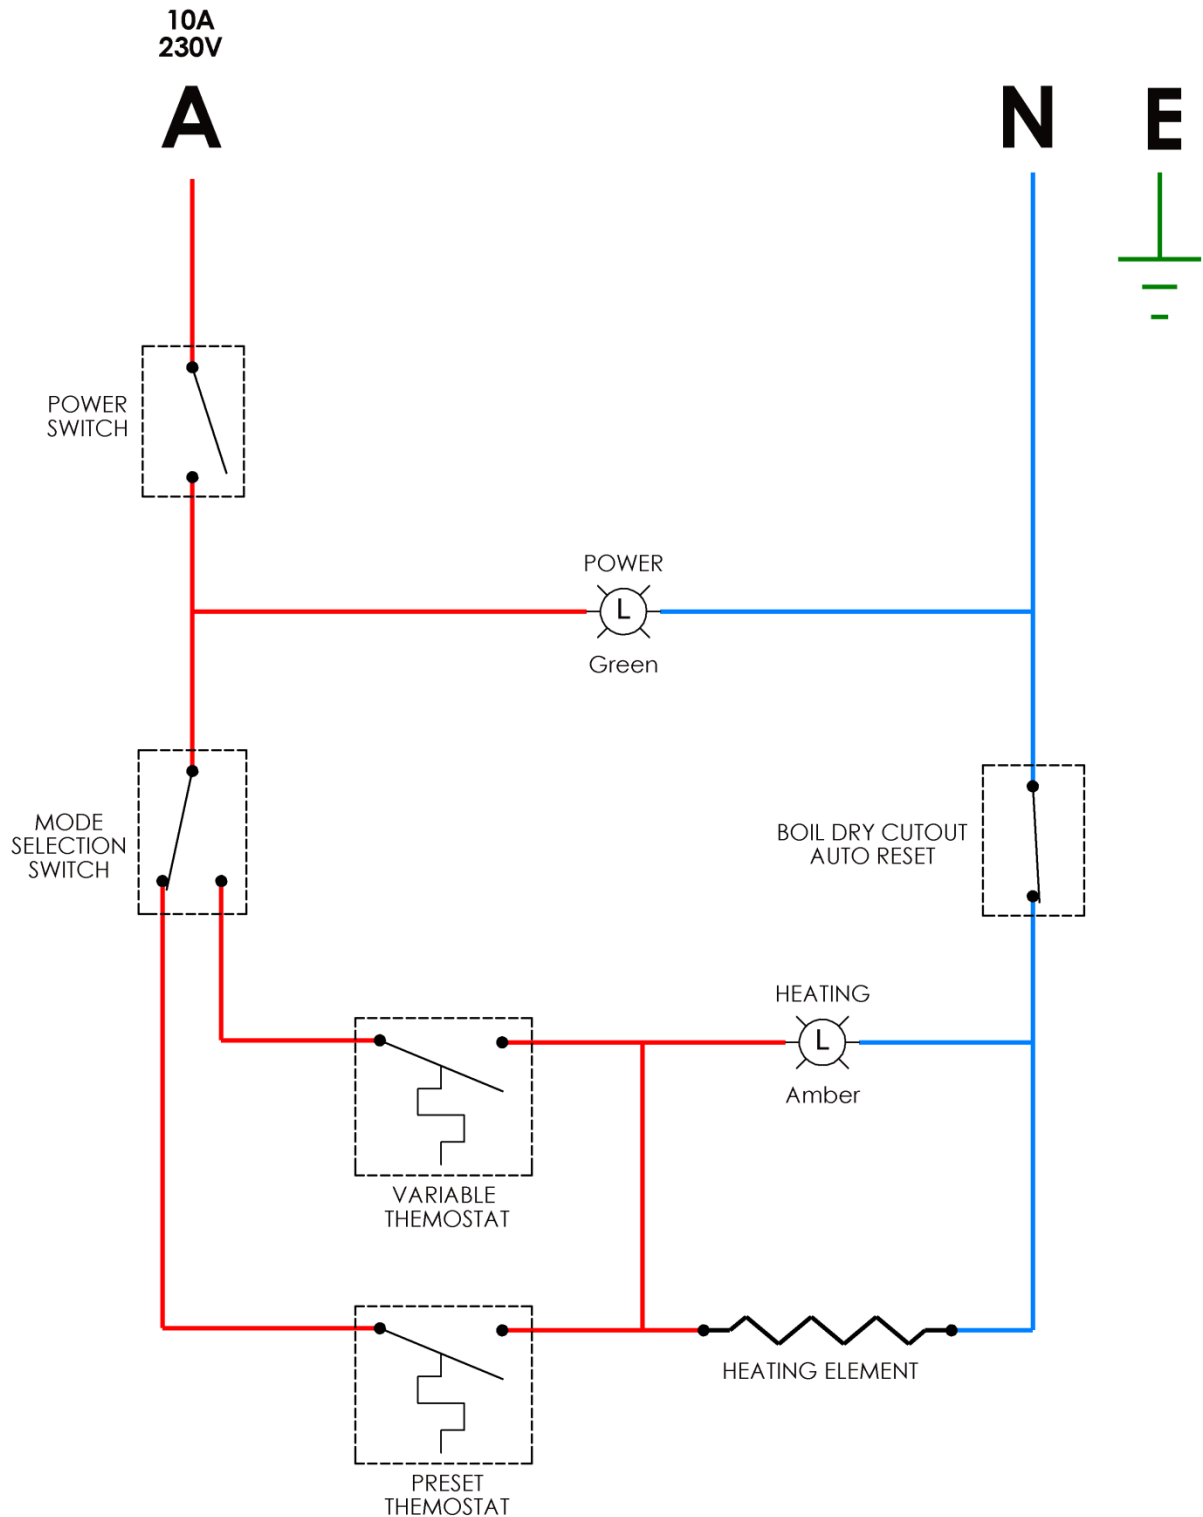 10A
230V
A
N
E
POWER
SWITCH
POWER
L
Green
MODE
SELECTION
SWITCH
BOIL DRY CUTOUT
AUTO RESET
HEATING
L
Amber
VARIABLE
THEMOSTAT
HEATING ELEMENT
PRESET
THEMOSTAT